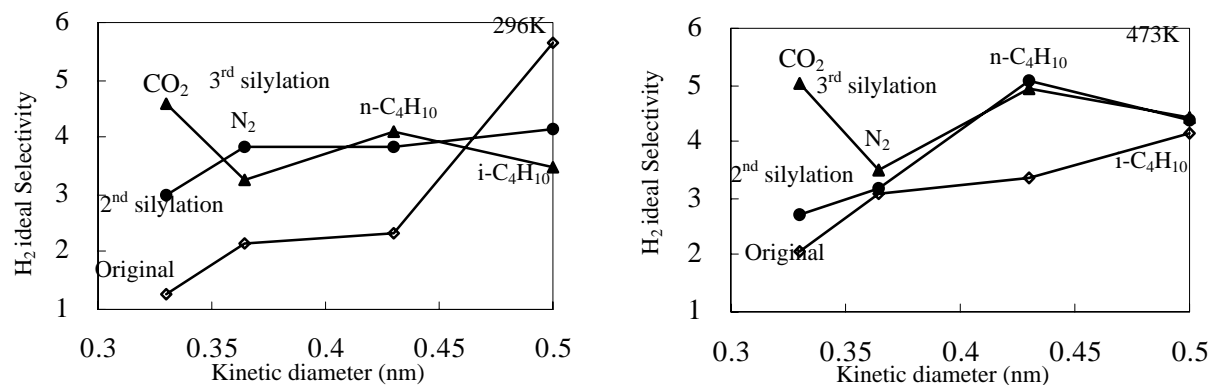 6
5
4
3
2
1
H₂ ideal Selectivity
296K
CO₂
3ʳᵈ silylation
N₂
n-C₄H₁₀
i-C₄H₁₀
2ⁿᵈ silylation
Original
0.3 0.35 0.4 0.45 0.5
Kinetic diameter (nm)
6
5
4
3
2
1
H₂ ideal Selectivity
473K
n-C₄H₁₀
CO₂
3ʳᵈ silylation
N₂
2ⁿᵈ silylation
ı-C₄H₁₀
Original
0.3 0.35 0.4 0.45 0.5
Kinetic diameter (nm)